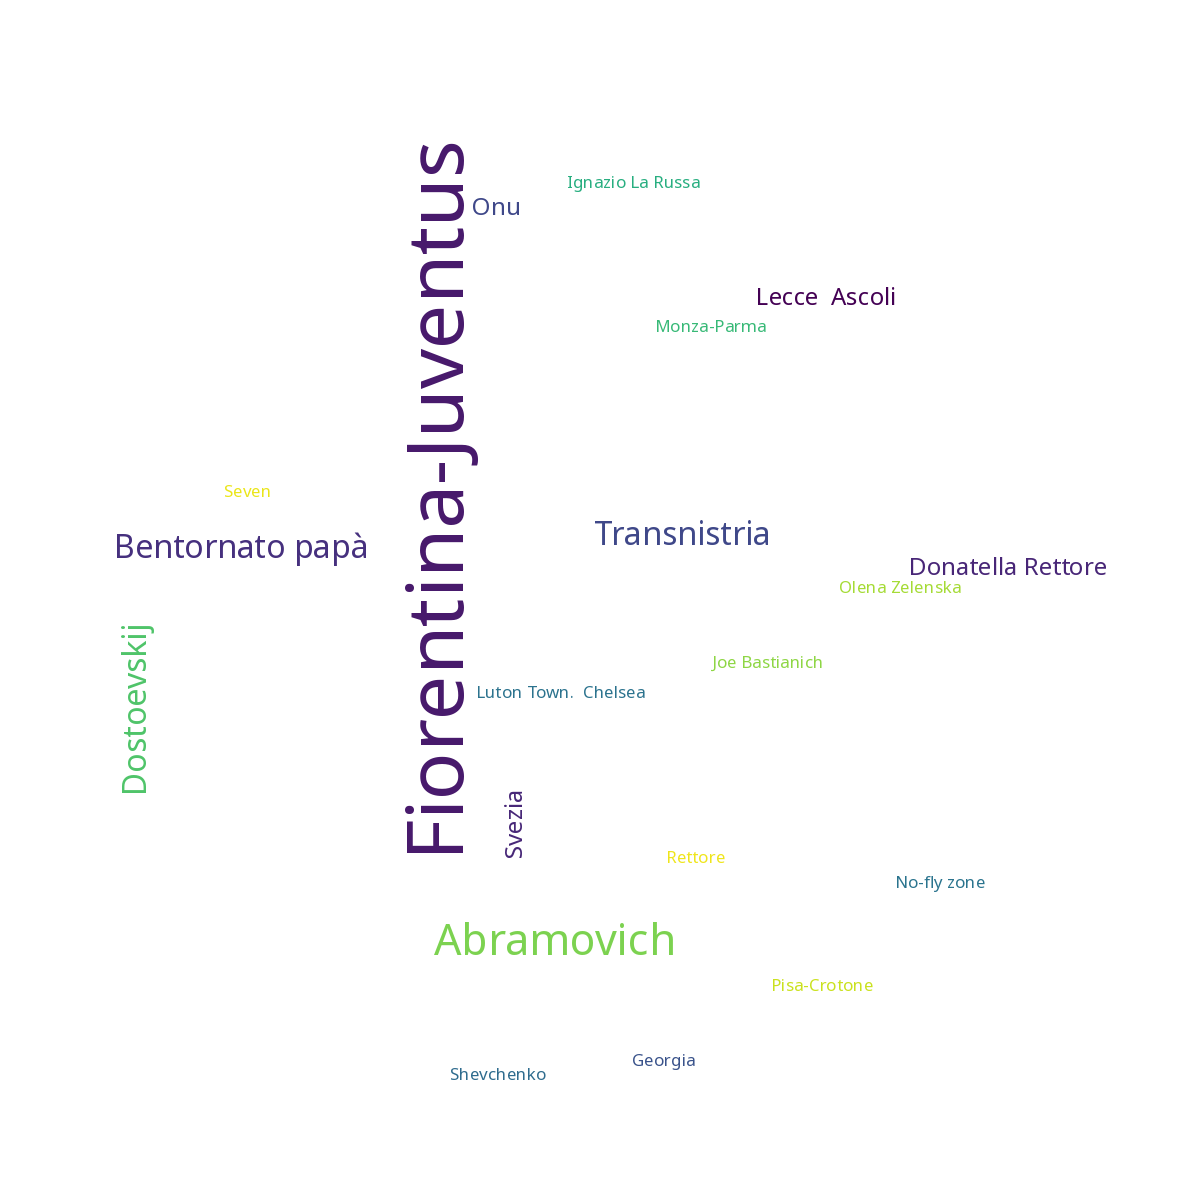 Fiorentina-Juventus
Ignazio La Russa
Onu
Lecce  Ascoli
Monza-Parma
Seven
Bentornato papà
Transnistria
Donatella Rettore
Olena Zelenska
Dostoevskij
Joe Bastianich
Luton Town.  Chelsea
Svezia
Rettore
No-fly zone
Abramovich
Pisa-Crotone
Georgia
Shevchenko